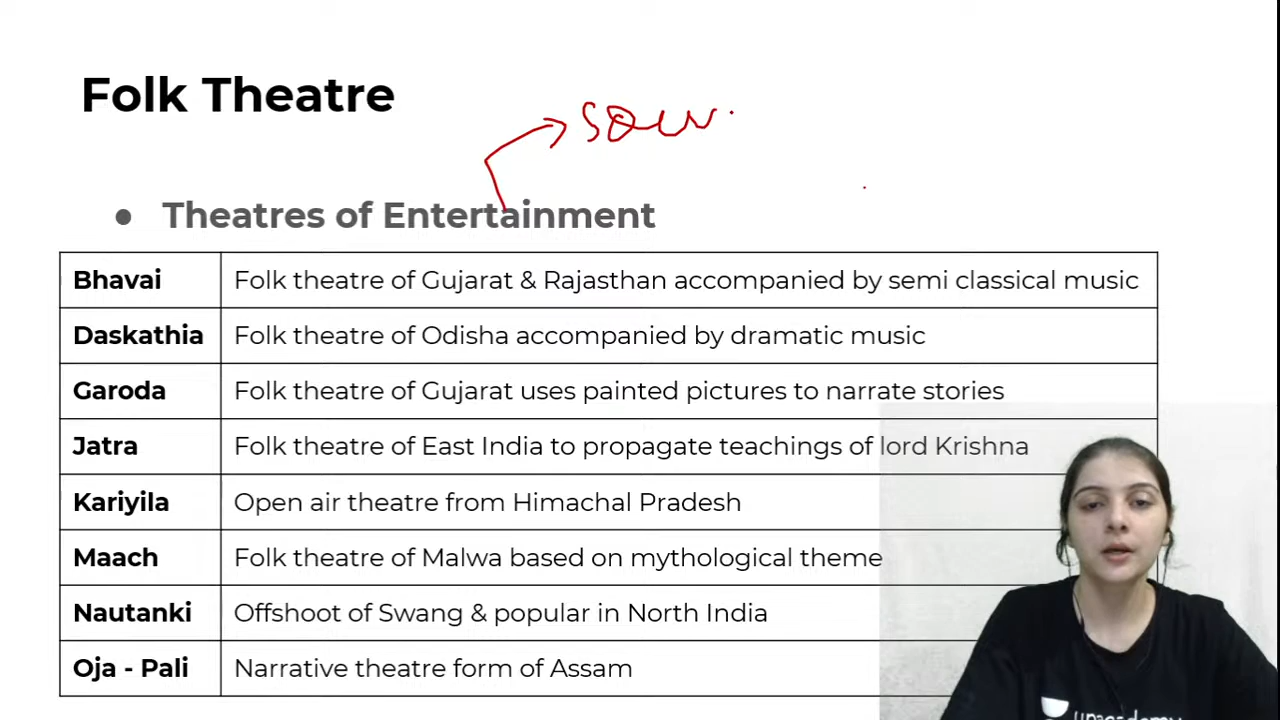 Folk Theatre
● Theatres of Entertainment
Bhavai Folk theatre of Gujarat & Rajasthan accompanied by semi classical music
Daskathia Folk theatre of Odisha accompanied by dramatic music
Garoda Folk theatre of Gujarat uses painted pictures to narrate stories
Jatra Folk theatre of East India to propagate teachings of lord Krishna
Kariyila Open air theatre from Himachal Pradesh
Maach Folk theatre of Malwa based on mythological theme
Nautanki Offshoot of Swang & popular in North India
Oja - Pali Narrative theatre form of Assam